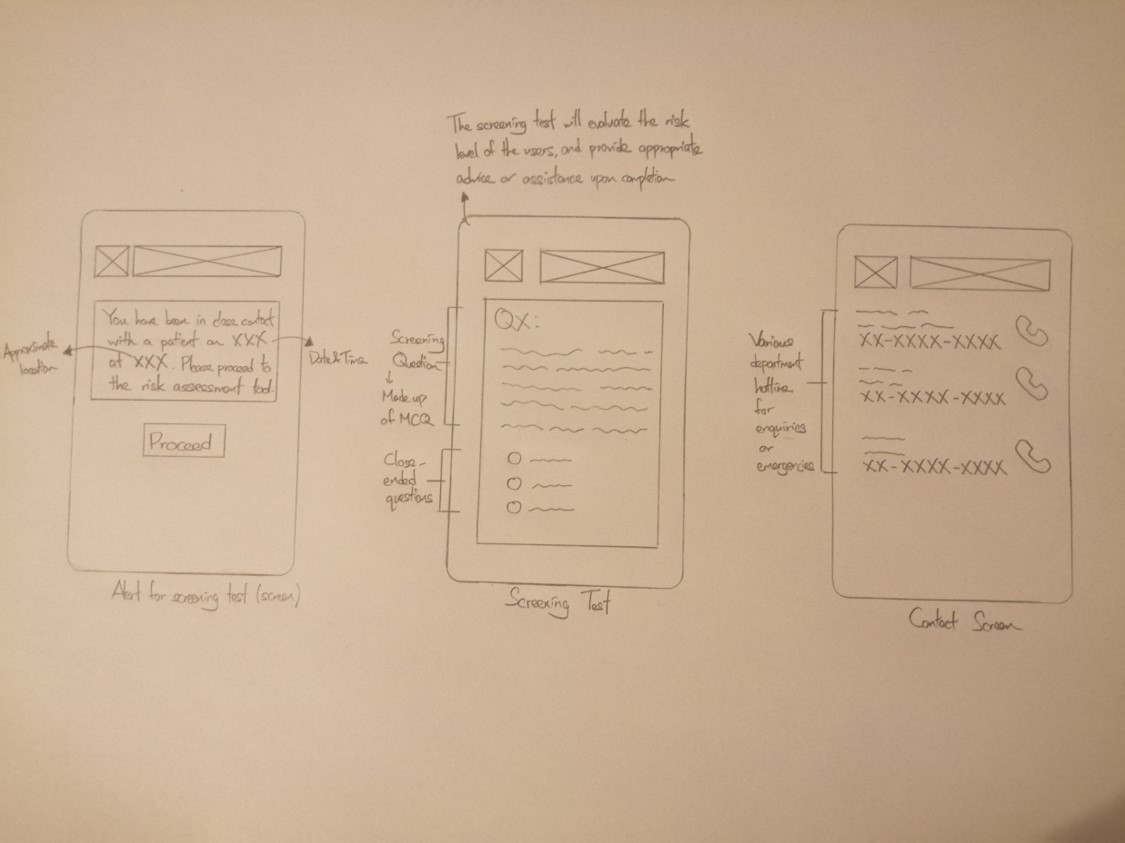 The screening test will evaluate the risk
level of the users, and provide appropriate
advice or assistance upon completion
You have been in close contact
with a patient on XXX
at XXX. Please proceed to
the risk assessment tool.
Proceed
Approximate
location
Date & Time
Alert for screening test (screen)
QX:
Screening
Question
Made up
of MCQ
Close-
ended
questions
Screening Test
Various
department
hotline
for
enquiries
or
emergencies
XX-XXXX-XXXX
XX-XXXX-XXXX
XX-XXXX-XXXX
Contact Screen